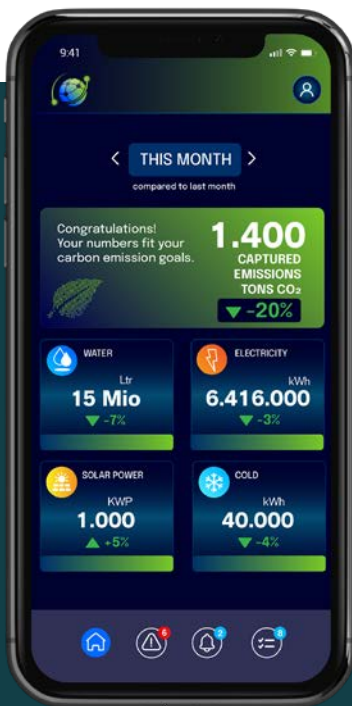 9:41
THIS MONTH
compared to last month
Congratulations!
Your numbers fit your
carbon emission goals.
1.400
CAPTURED
EMISSIONS
TONS CO₂
▼ -20%
WATER
Ltr
15 Mio
▼ -7%
ELECTRICITY
kWh
6.416.000
▼ -3%
SOLAR POWER
KWP
1.000
▲ +5%
COLD
kWh
40.000
▼ -4%
6
2
8